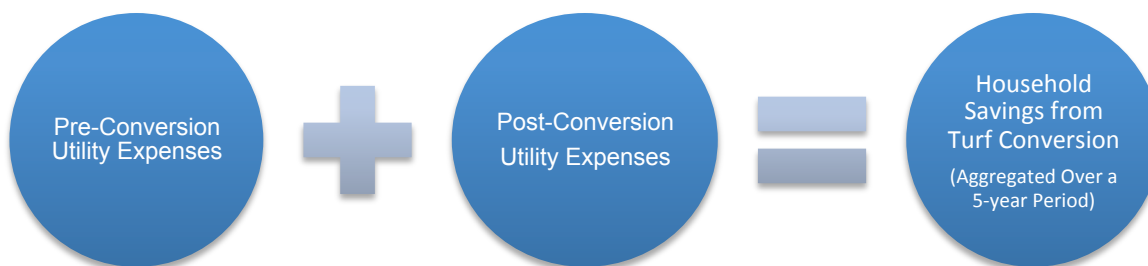 Pre-Conversion
Utility Expenses
Post-Conversion
Utility Expenses
Household
Savings from
Turf Conversion
(Aggregated Over a
5-year Period)